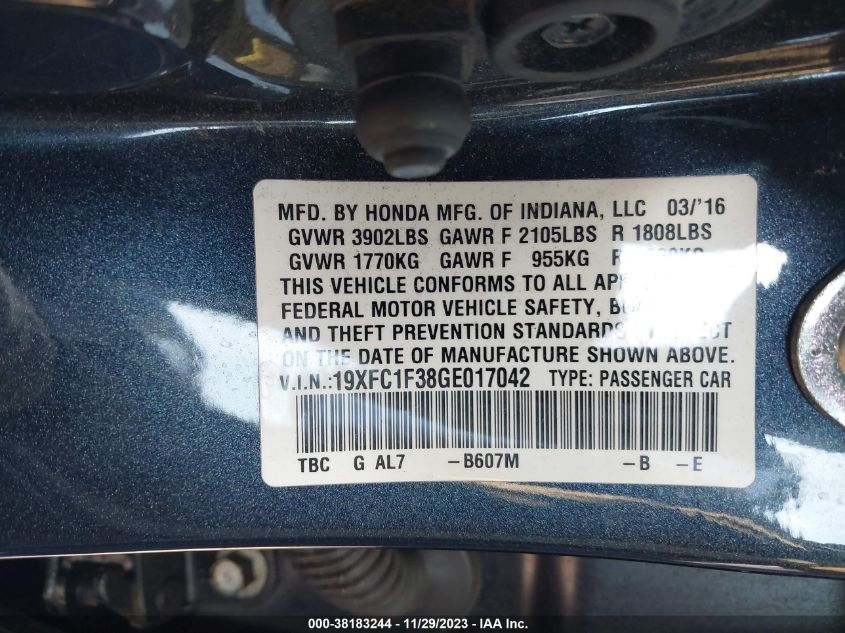 MFD. BY HONDA MFG. OF INDIANA, LLC 03/'16
GVWR 3902LBS GAWR F 2105LBS R 1808LBS
GVWR 1770KG GAWR F 955KG
THIS VEHICLE CONFORMS TO ALL
FEDERAL MOTOR VEHICLE SAFETY,
AND THEFT PREVENTION STANDARDS
ON THE DATE OF MANUFACTURE SHOWN ABOVE.
V.I.N.:19XFC1F38GE017042 TYPE: PASSENGER CAR
TBC G AL7 -B607M -B -E
000-38183244 - 11/29/2023 - IAA Inc.